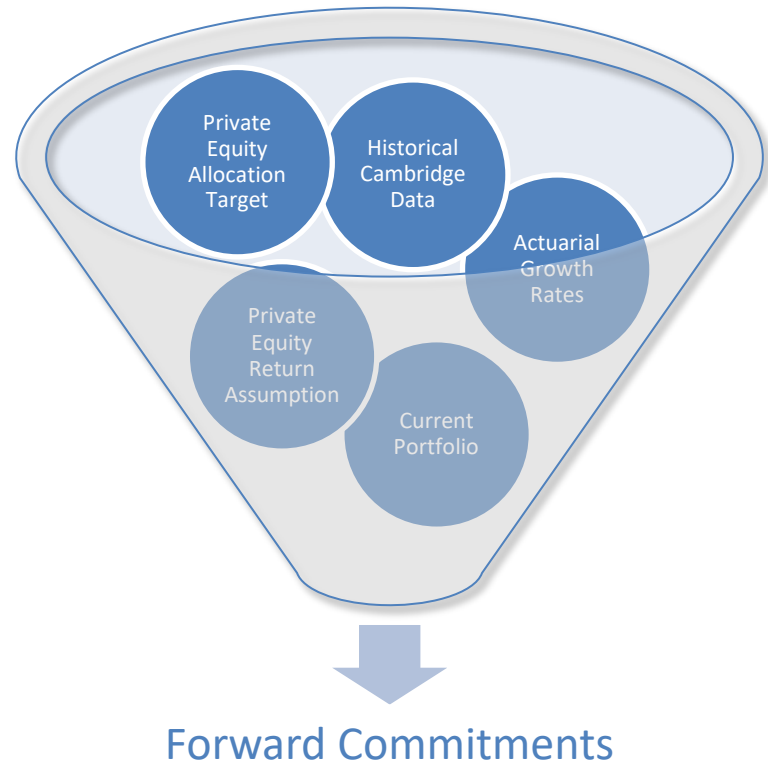 Private
Equity
Allocation
Target
Historical
Cambridge
Data
Actuarial
Growth
Rates
Private
Equity
Return
Assumption
Current
Portfolio
Forward Commitments